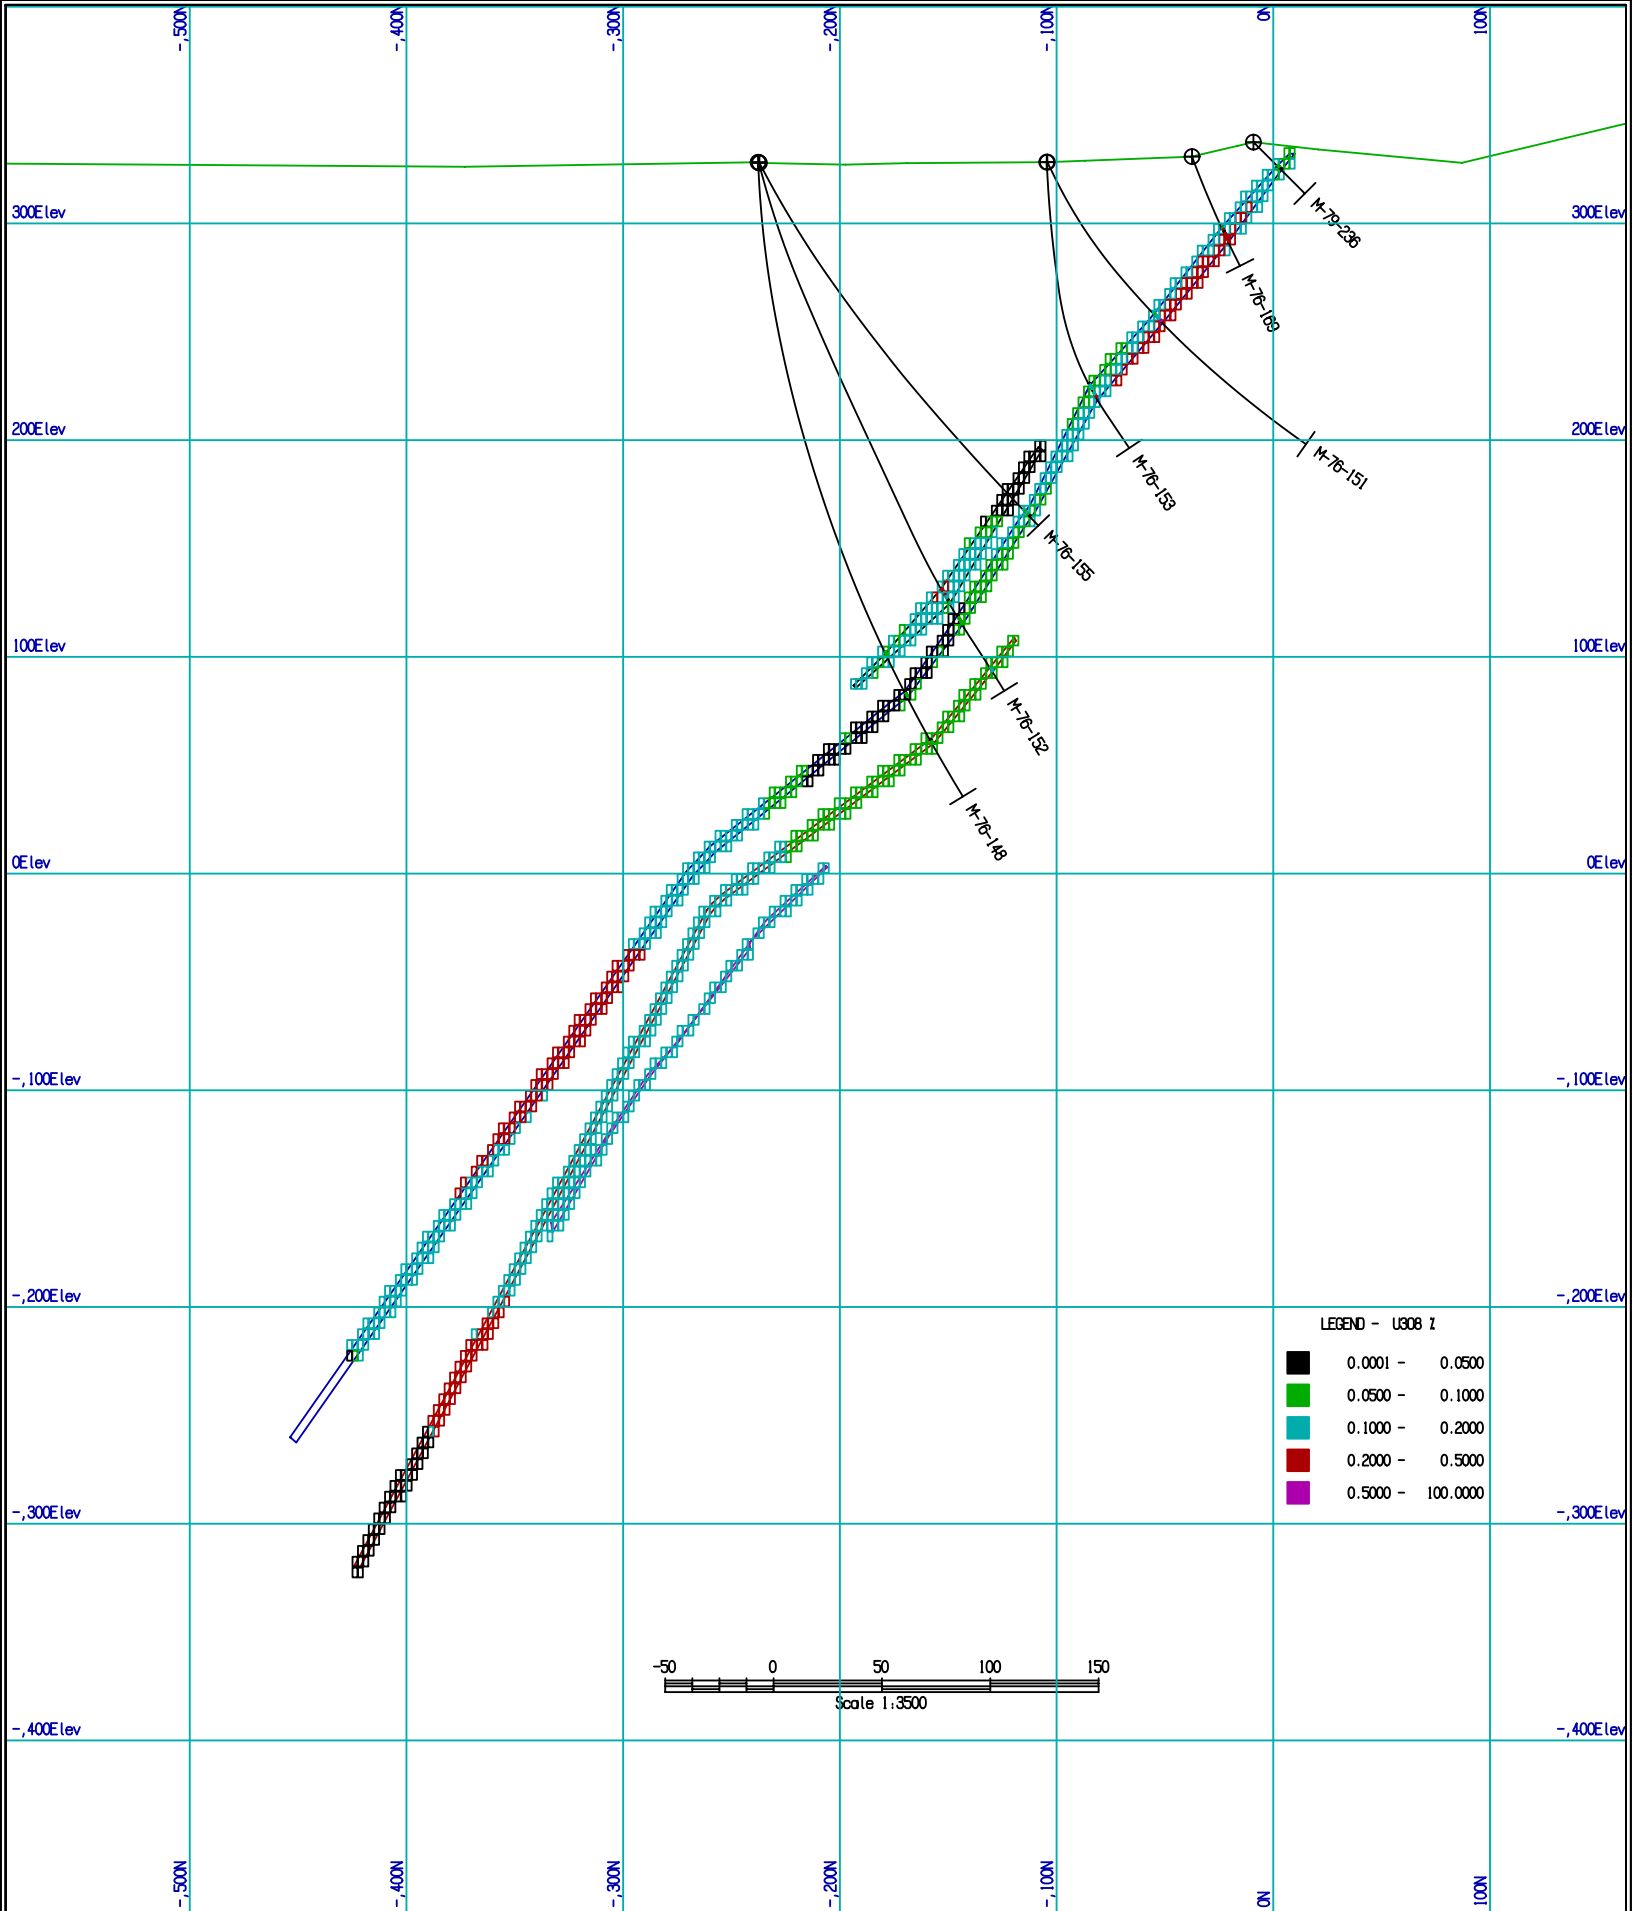 -,500N -,400N -,300N -,200N -,100N 0N 100N
300Elev 300Elev
M-79-236
M-76-163
200Elev 200Elev
M-76-151
M-76-153
M-76-155
100Elev 100Elev
M-76-152
M-76-148
0Elev 0Elev
-,100Elev -,100Elev
-,200Elev -,200Elev
LEGEND - U3O8 %
0.0001 - 0.0500
0.0500 - 0.1000
0.1000 - 0.2000
0.2000 - 0.5000
0.5000 - 100.0000
-,300Elev -,300Elev
-50 0 50 100 150
Scale 1:3500
-,400Elev -,400Elev
-,500N -,400N -,300N -,200N -,100N 0N 100N